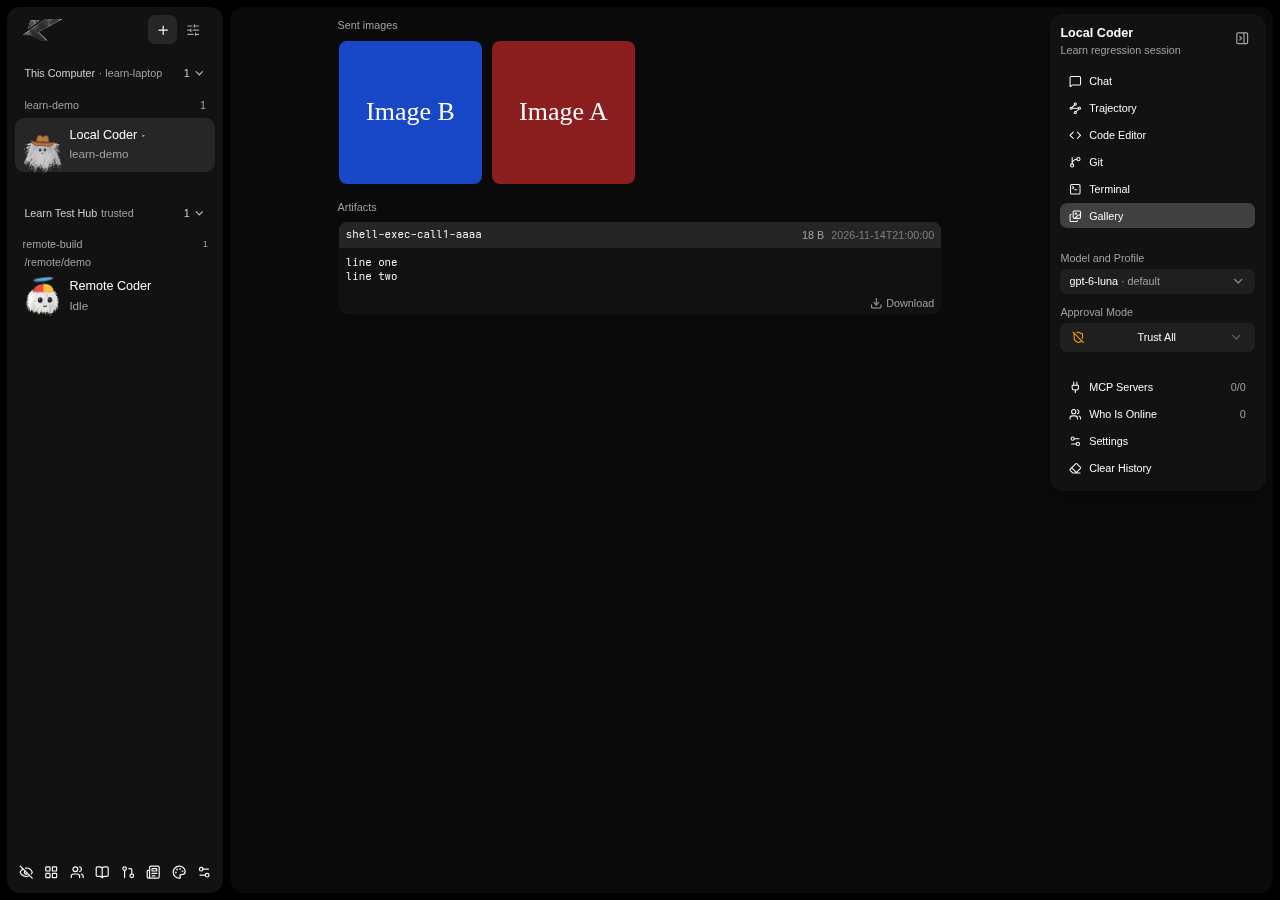 This Computer · learn-laptop 1
learn-demo 1
Local Coder
learn-demo
Learn Test Hub trusted 1
remote-build 1
/remote/demo
Remote Coder
Idle
Sent images
Image B
Image A
Artifacts
shell-exec-call1-aaaa 18 B 2026-11-14T21:00:00
line one
line two
Download
Local Coder
Learn regression session
Chat
Trajectory
Code Editor
Git
Terminal
Gallery
Model and Profile
gpt-6-luna · default
Approval Mode
Trust All
MCP Servers 0/0
Who Is Online 0
Settings
Clear History